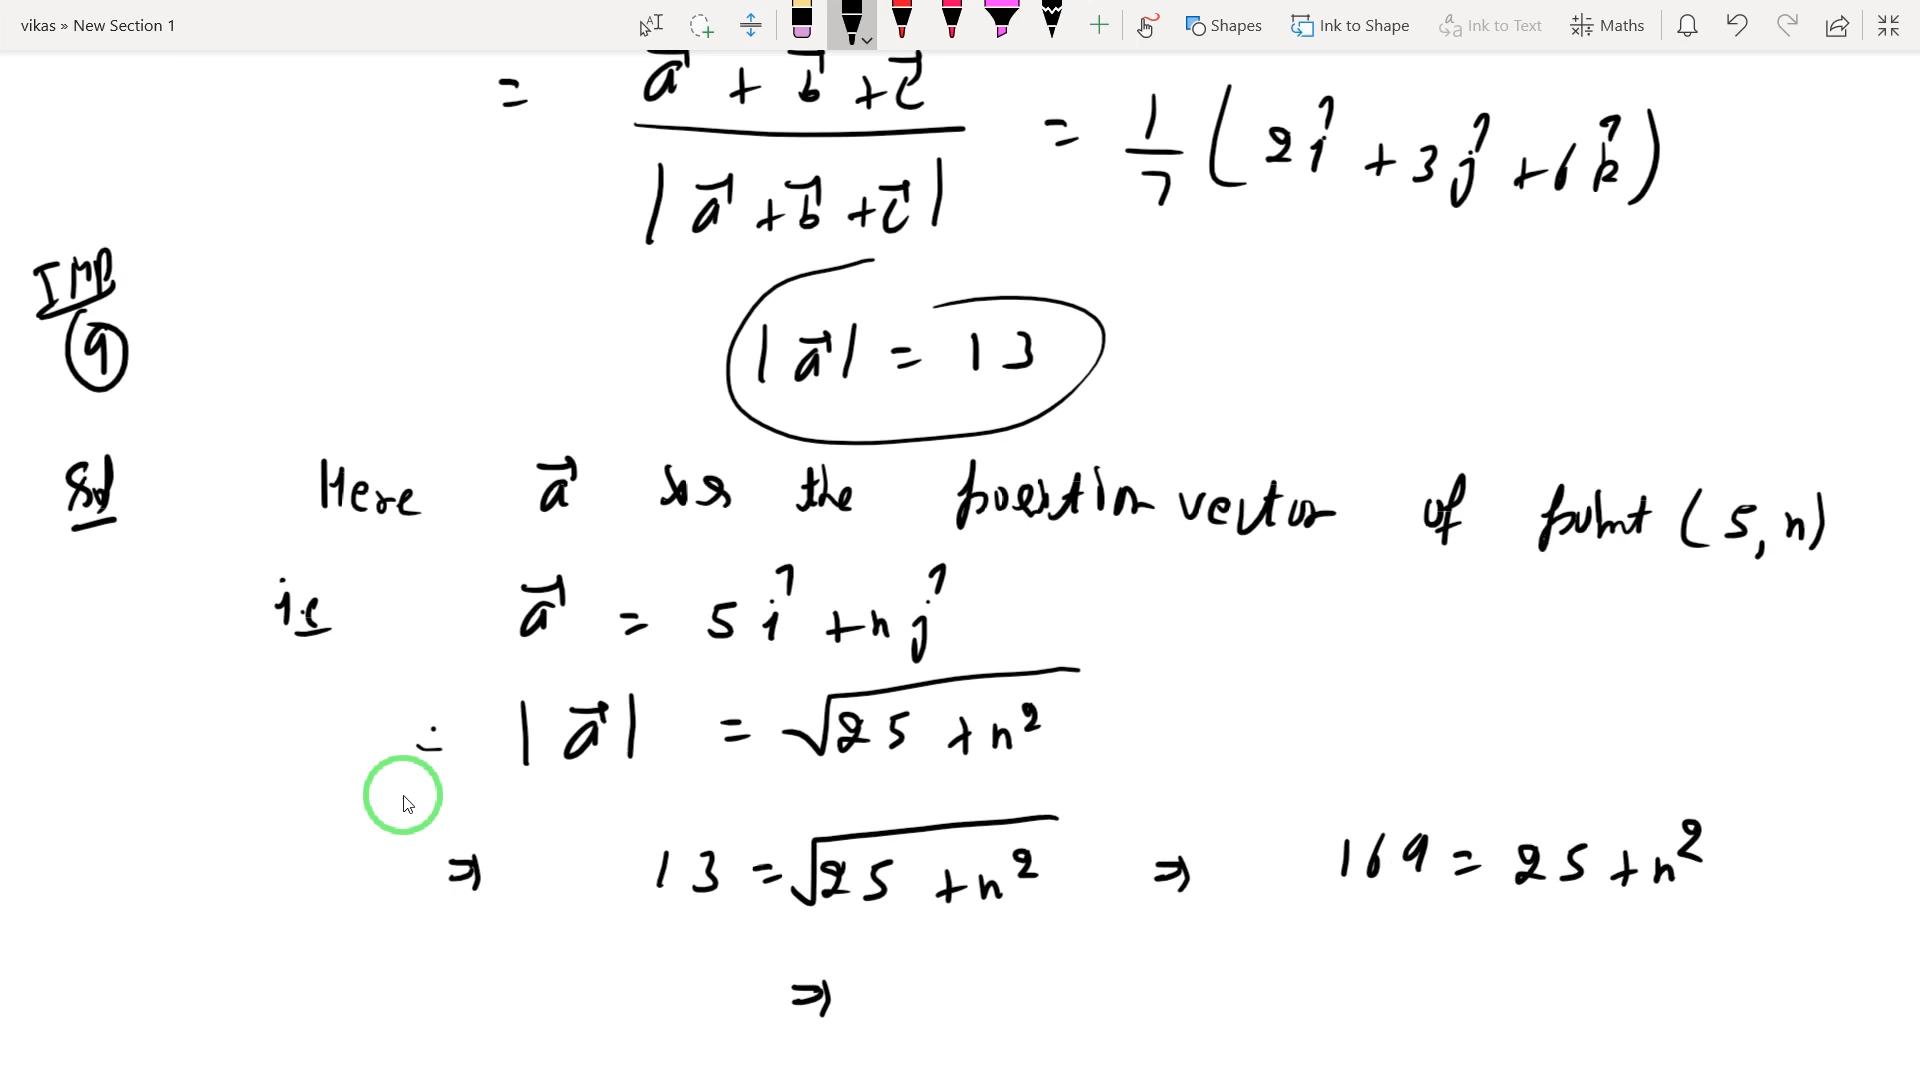 vikas » New Section 1 Shapes Ink to Shape Ink to Text Maths
= a⃗ + b⃗ + c⃗ / |a⃗ + b⃗ + c⃗| = 1/7 (2î + 3ĵ + 6k̂)
IMP
9 |a⃗| = 13
Sol Here a⃗ is the position vector of point (5, n)
ie a⃗ = 5î + nĵ
∴ |a⃗| = √25 + n²
⇒ 13 = √25 + n² ⇒ 169 = 25 + n²
⇒